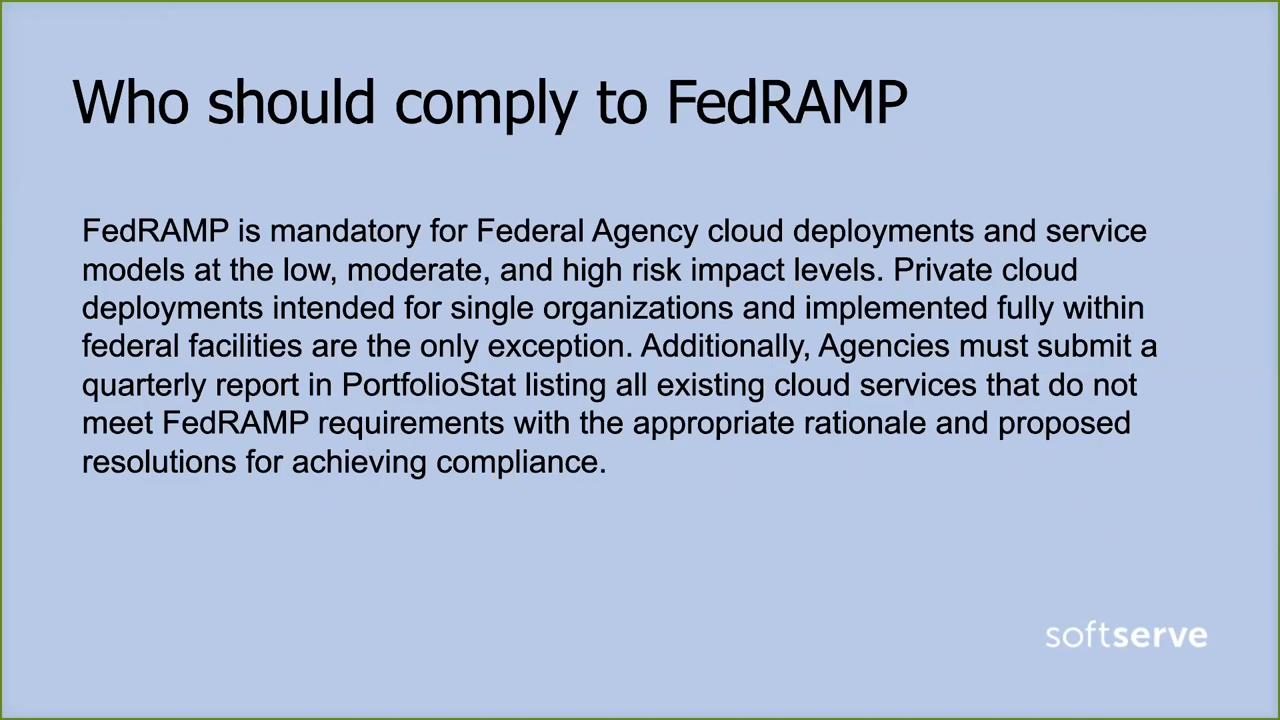 Who should comply to FedRAMP
FedRAMP is mandatory for Federal Agency cloud deployments and service
models at the low, moderate, and high risk impact levels. Private cloud
deployments intended for single organizations and implemented fully within
federal facilities are the only exception. Additionally, Agencies must submit a
quarterly report in PortfolioStat listing all existing cloud services that do not
meet FedRAMP requirements with the appropriate rationale and proposed
resolutions for achieving compliance.
softserve